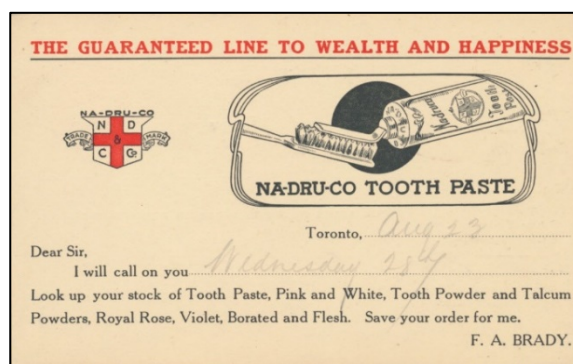 THE GUARANTEED LINE TO WEALTH AND HAPPINESS
NA-DRU-CO
N D
&
C Co
TRADE MARK
Tooth
NA-DRU-CO TOOTH PASTE
Toronto, Aug 23
Dear Sir,
I will call on you Wednesday 28th
Look up your stock of Tooth Paste, Pink and White, Tooth Powder and Talcum
Powders, Royal Rose, Violet, Borated and Flesh. Save your order for me.
F. A. BRADY.